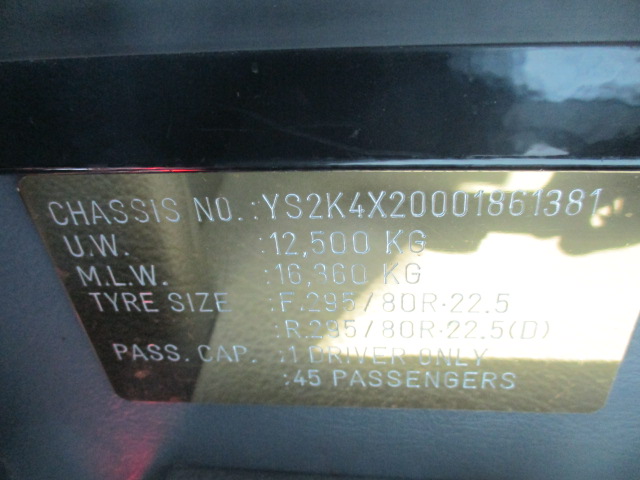 CHASSIS NO. : YS2K4X20001861381
U.W. : 12,500 KG
M.L.W. : 16,360 KG
TYRE SIZE : F.295/80R·22.5
: R.295/80R·22.5(D)
PASS. CAP. : 1 DRIVER ONLY
: 45 PASSENGERS